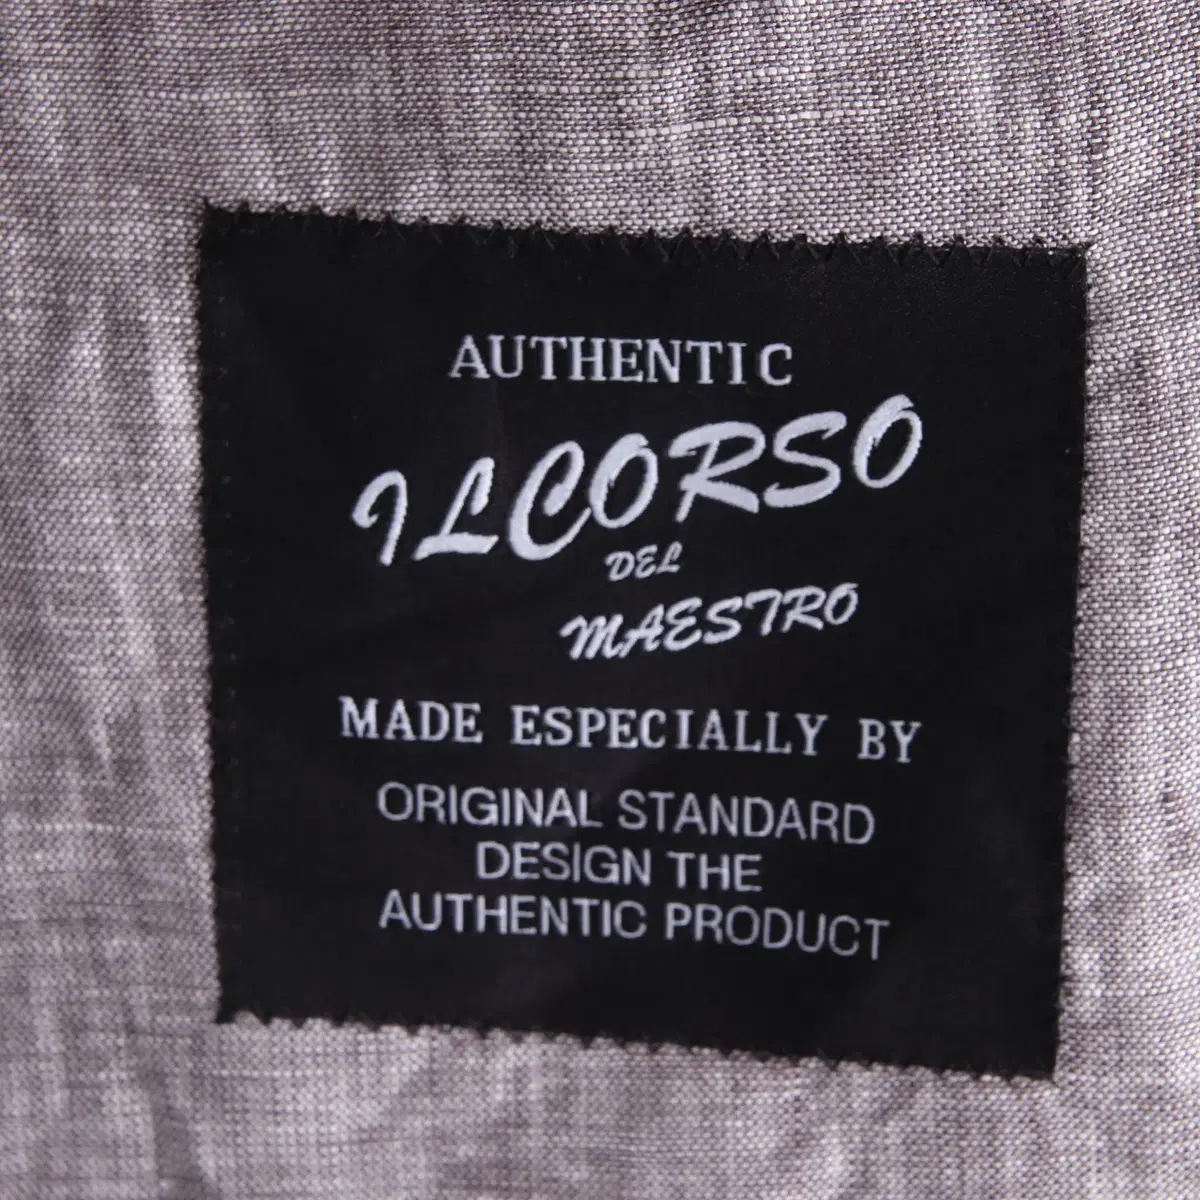 AUTHENTIC
ILCORSO
DEL
MAESTRO
MADE ESPECIALLY BY
ORIGINAL STANDARD
DESIGN THE
AUTHENTIC PRODUCT